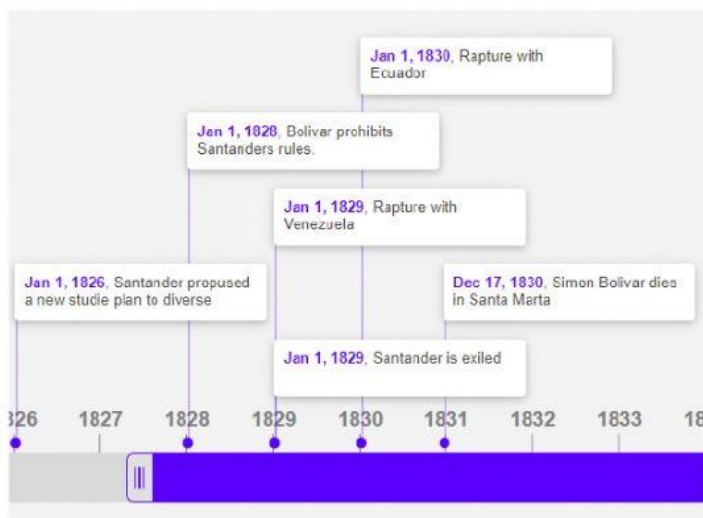 Jan 1, 1830, Rapture with
Ecuador
Jan 1, 1828, Bolivar prohibits
Santanders rules.
Jan 1, 1829, Rapture with
Venezuela
Jan 1, 1826, Santander propused
a new studie plan to diverse
Dec 17, 1830, Simon Bolivar dies
in Santa Marta
Jan 1, 1829, Santander is exiled
1827 1828 1829 1830 1831 1832 1833